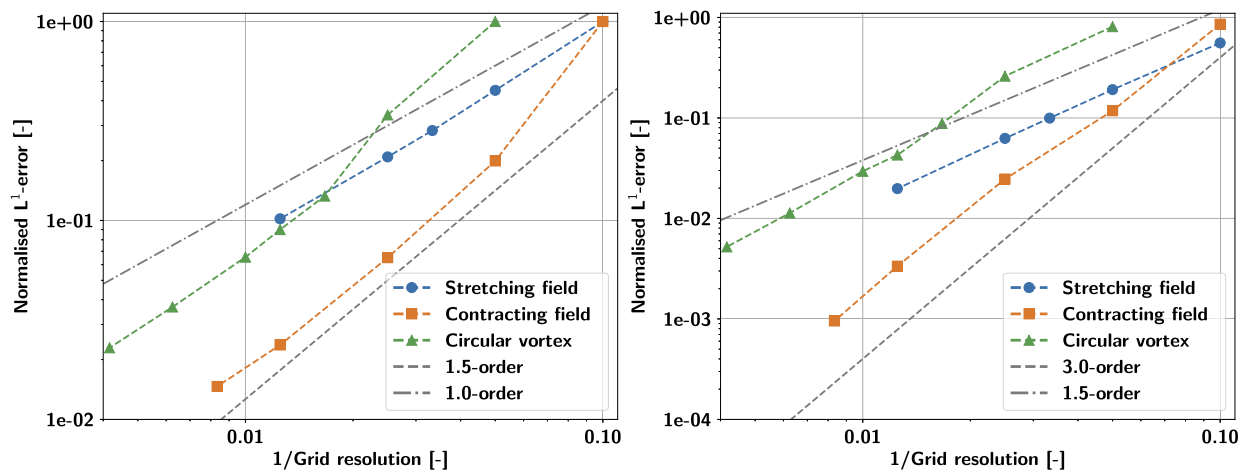 1e+00
1e-01
1e-02
Normalised L¹-error [-]
0.01
0.10
1/Grid resolution [-]
Stretching field
Contracting field
Circular vortex
1.5-order
1.0-order
1e+00
1e-01
1e-02
1e-03
1e-04
Normalised L¹-error [-]
0.01
0.10
1/Grid resolution [-]
Stretching field
Contracting field
Circular vortex
3.0-order
1.5-order